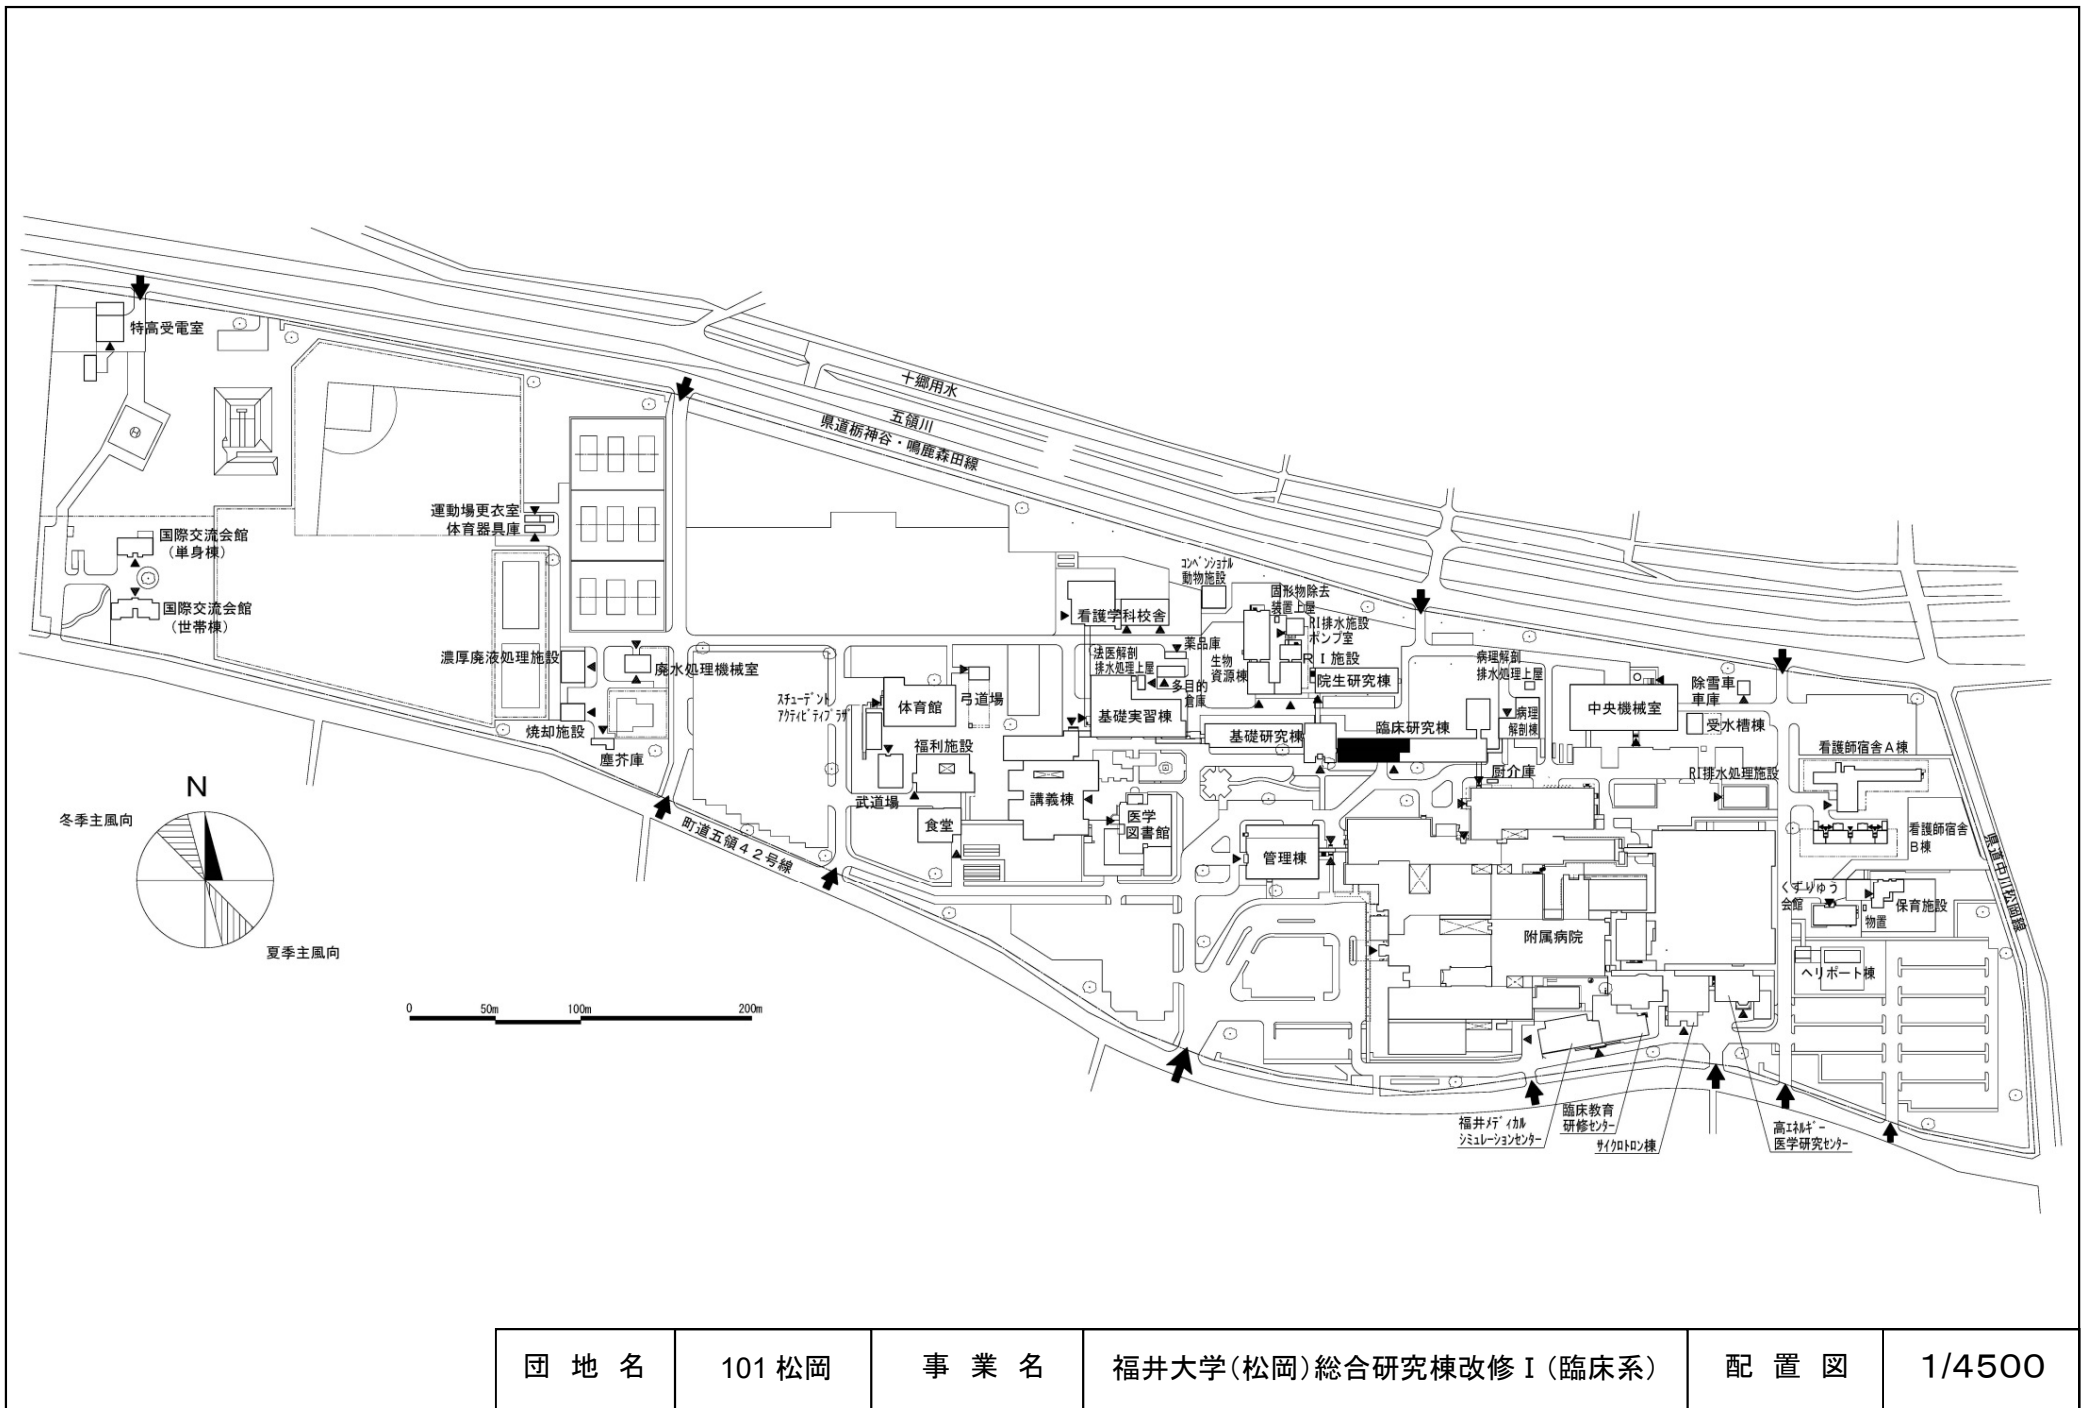 特高受電室
十郷用水
五領川
県道栃神谷・鳴鹿森田線
運動場更衣室
体育器具庫
国際交流会館
(単身棟)
国際交流会館
(世帯棟)
濃厚廃液処理施設
廃水処理機械室
焼却施設
塵芥庫
コンベンショナル
動物施設
固形物除去
装置上屋
RI排水施設
ポンプ室
看護学科校舎
薬品庫
法医解剖
排水処理上屋
生物
資源棟
RI施設
院生研究棟
病理解剖
排水処理上屋
多目的
倉庫
スチューデント
アクティビティプラザ
体育館
弓道場
基礎実習棟
基礎研究棟
臨床研究棟
病理
解剖棟
中央機械室
除雪車
車庫
受水槽棟
看護師宿舎A棟
福利施設
武道場
講義棟
食堂
医学
図書館
厨介庫
RI排水処理施設
管理棟
看護師宿舎
B棟
県道中川松岡線
くずりゅう
会館
保育施設
物置
附属病院
ヘリポート棟
町道五領42号線
N
冬季主風向
夏季主風向
0 50m 100m 200m
H
福井メディカル
シミュレーションセンター
臨床教育
研修センター
サイクロトロン棟
高エネルギー
医学研究センター
団地名 101松岡 事業名 福井大学(松岡)総合研究棟改修Ⅰ(臨床系) 配置図 1/4500